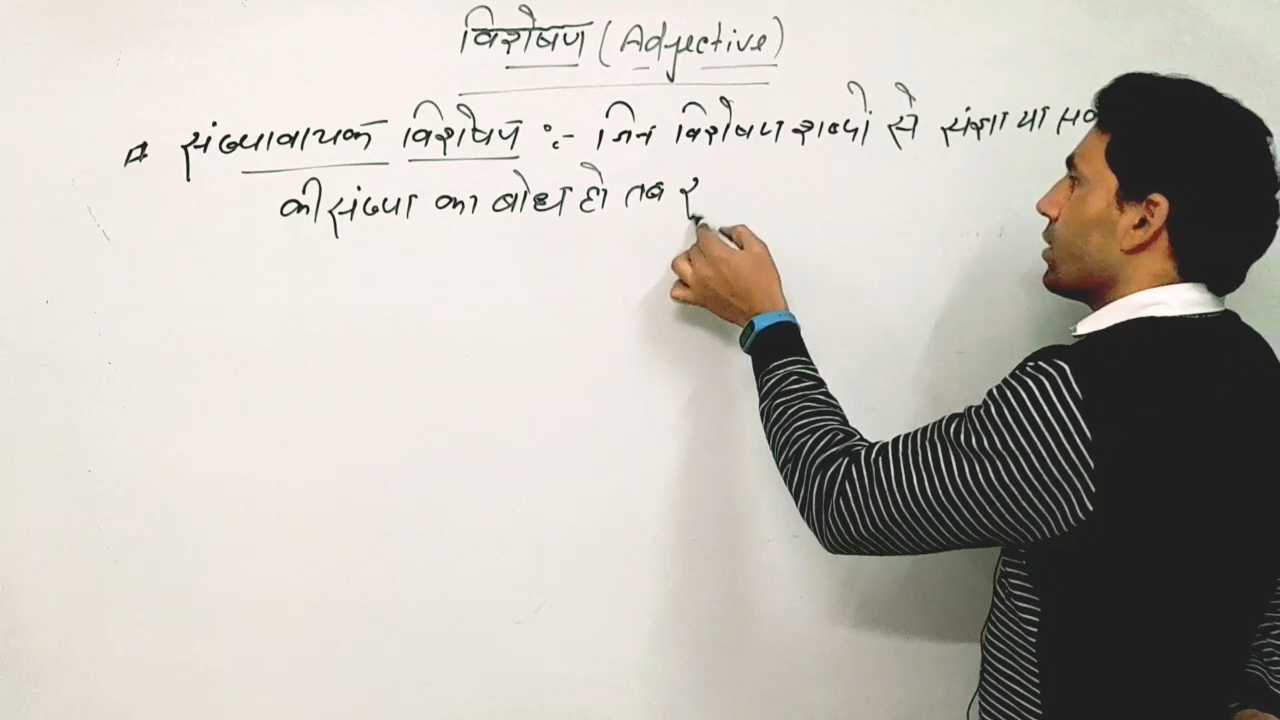 विशेषण (Adjective)
संख्यावाचक विशेषण :- जिन विशेषण शब्दों से संज्ञा या
की संख्या का बोध हो तब